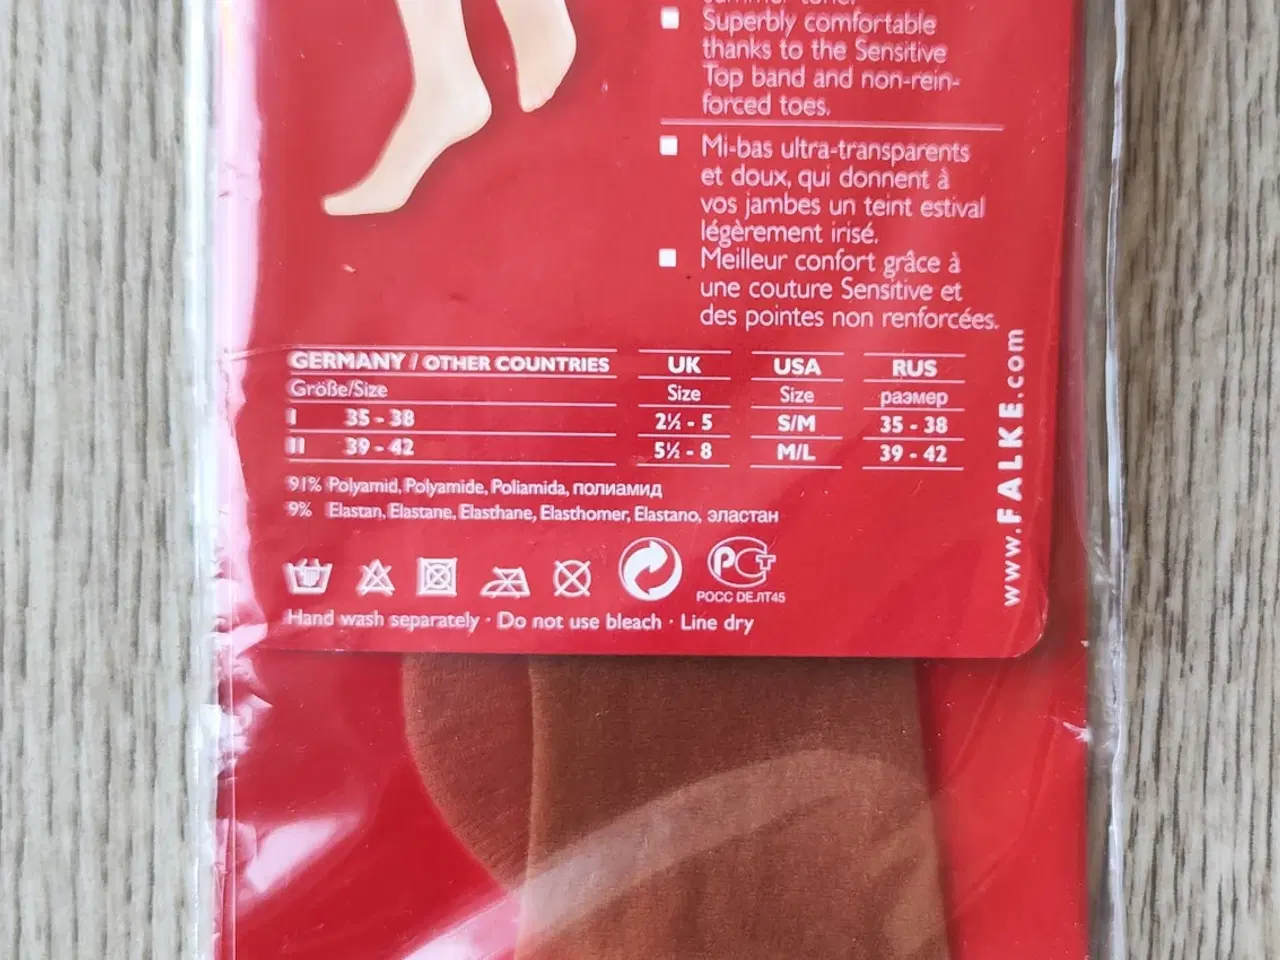 summer
Superbly comfortable
thanks to the Sensitive
Top band and non-rein-
forced toes.
Mi-bas ultra-transparents
et doux, qui donnent à
vos jambes un teint estival
légèrement irisé.
Meilleur confort grâce à
une couture Sensitive et
des pointes non renforcées.
www.FALKE.com
GERMANY / OTHER COUNTRIES UK USA RUS
Größe/Size Size Size размер
I 35 - 38 2½ - 5 S/M 35 - 38
II 39 - 42 5½ - 8 M/L 39 - 42
91% Polyamid, Polyamide, Poliamida, полиамид
9% Elastan, Elastane, Elasthane, Elasthomer, Elastano, эластан
РСТ
РОСС DE.ЛТ45
Hand wash separately · Do not use bleach · Line dry